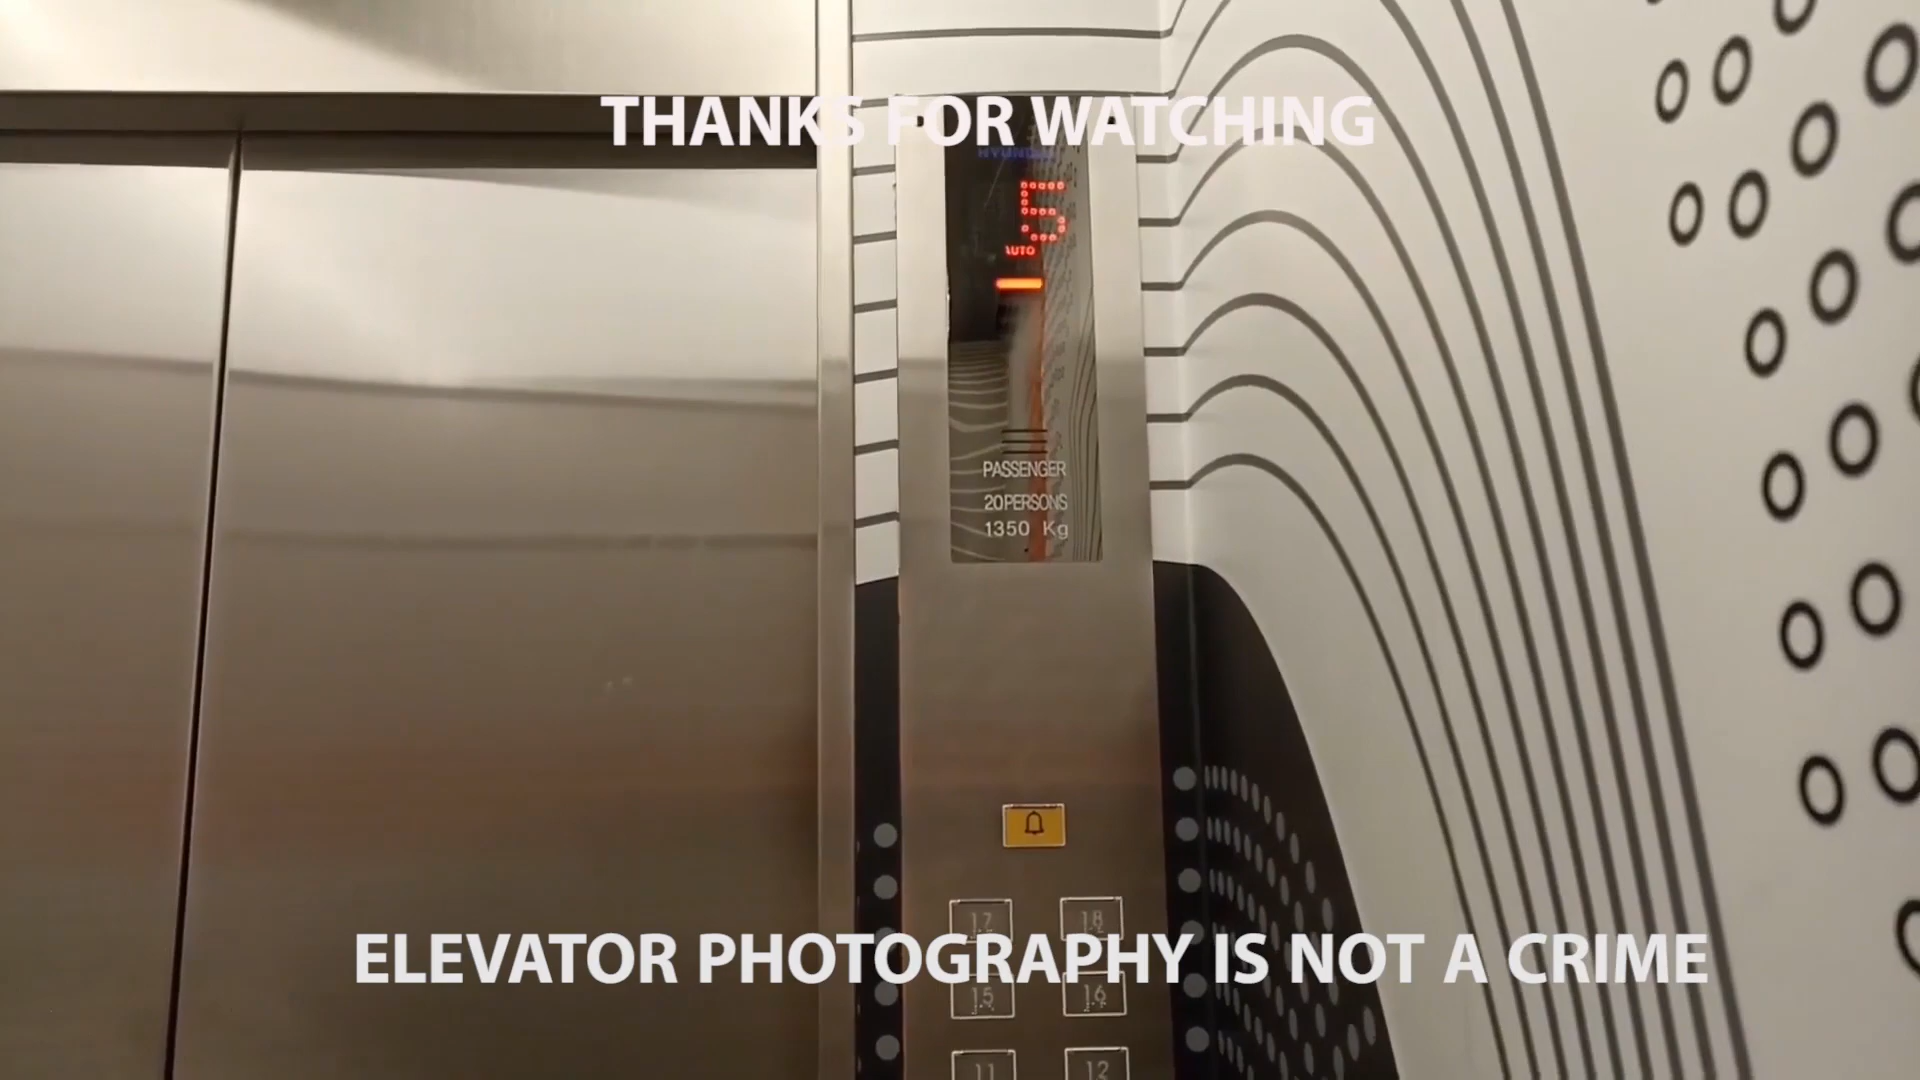 THANKS FOR WATCHING
HYUNDAI
5
AUTO
PASSENGER
20PERSONS
1350 Kg
17 18
ELEVATOR PHOTOGRAPHY IS NOT A CRIME
15 16
11 12